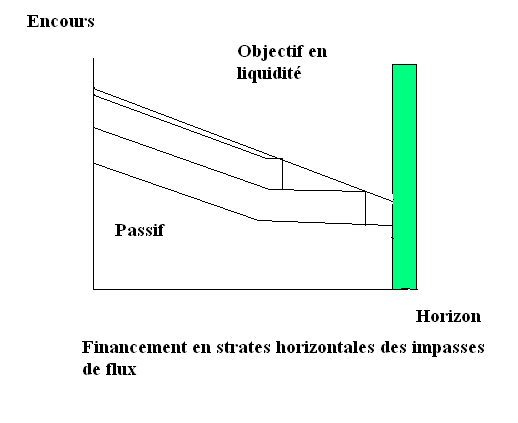 Encours
Objectif en
liquidité
Passif
Horizon
Financement en strates horizontales des impasses
de flux